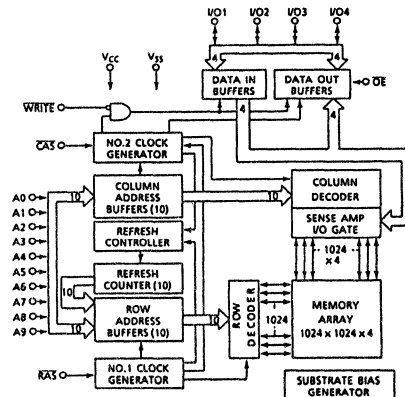 I/O1 I/O2 I/O3 I/O4
VCC VSS
4 4
DATA IN
BUFFERS
DATA OUT
BUFFERS
OE
WRITE
4 4
CAS
NO.2 CLOCK
GENERATOR
COLUMN
ADDRESS
BUFFERS (10)
10
10
COLUMN
DECODER
SENSE AMP
I/O GATE
A0
A1
A2
A3
A4
A5
A6
A7
A8
A9
REFRESH
CONTROLLER
REFRESH
COUNTER (10)
10
1024
×4
ROW
ADDRESS
BUFFERS (10)
10
10
ROW
DECODER
1024
MEMORY
ARRAY
1024×1024×4
RAS
NO.1 CLOCK
GENERATOR
SUBSTRATE BIAS
GENERATOR